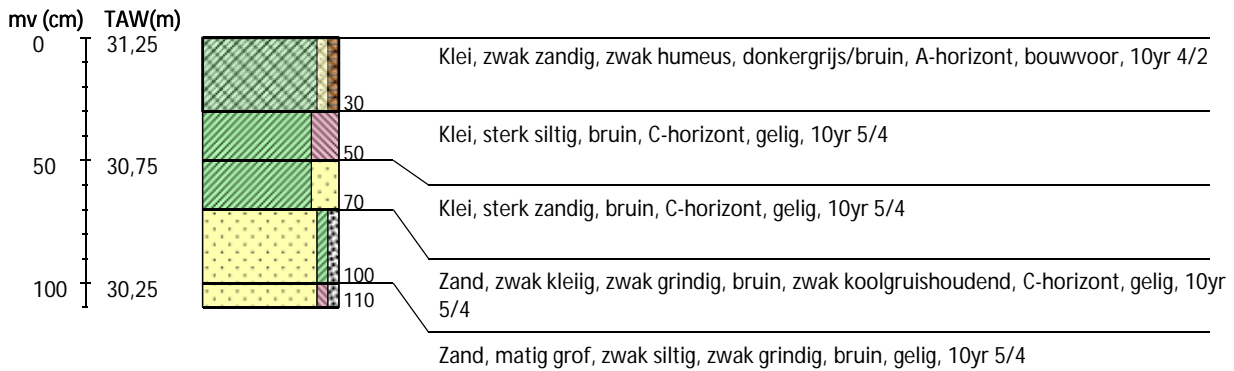 mv (cm) TAW(m)
0 31,25
Klei, zwak zandig, zwak humeus, donkergrijs/bruin, A-horizont, bouwvoor, 10yr 4/2
30
Klei, sterk siltig, bruin, C-horizont, gelig, 10yr 5/4
50
50 30,75
70
Klei, sterk zandig, bruin, C-horizont, gelig, 10yr 5/4
100
Zand, zwak kleiig, zwak grindig, bruin, zwak koolgruishoudend, C-horizont, gelig, 10yr
5/4
100 30,25
110
Zand, matig grof, zwak siltig, zwak grindig, bruin, gelig, 10yr 5/4